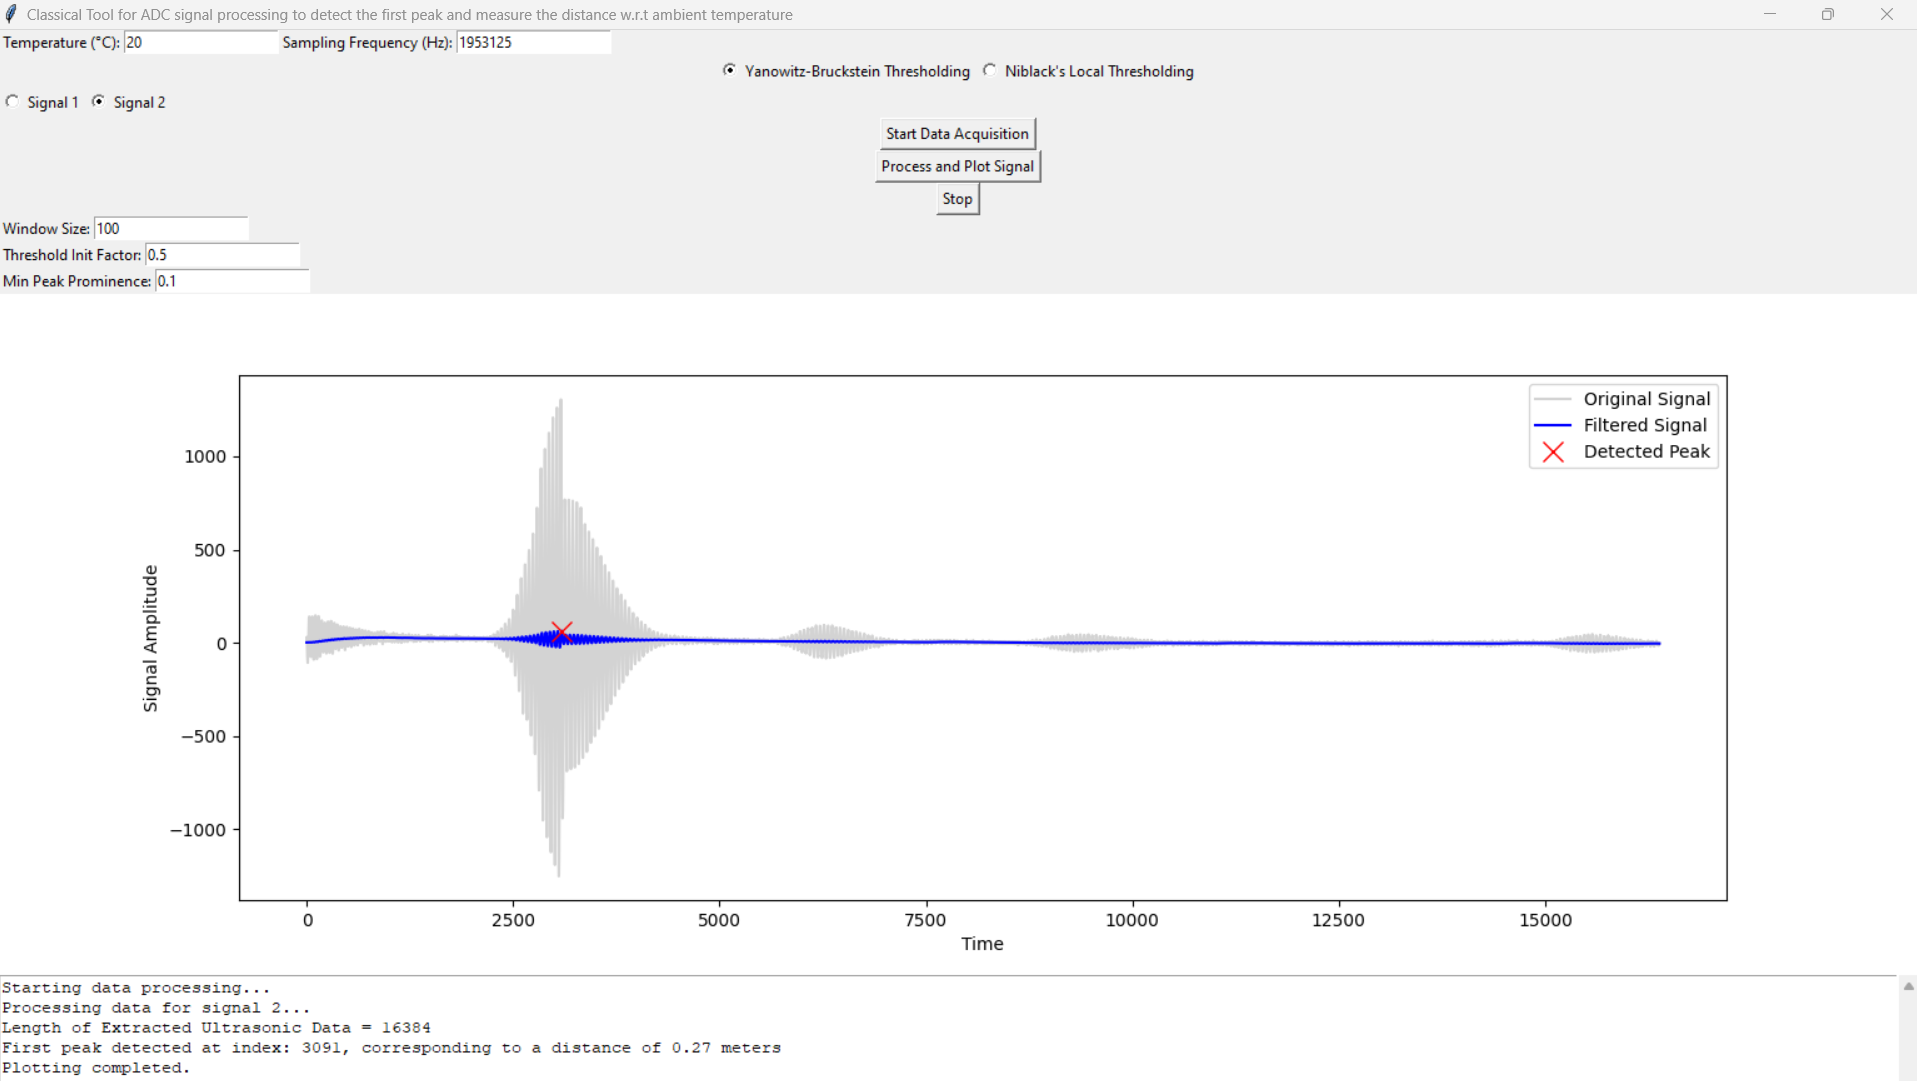 Classical Tool for ADC signal processing to detect the first peak and measure the distance w.r.t ambient temperature
Temperature (°C): 20 Sampling Frequency (Hz): 1953125
Yanowitz-Bruckstein Thresholding Niblack's Local Thresholding
Signal 1 Signal 2
Start Data Acquisition
Process and Plot Signal
Stop
Window Size: 100
Threshold Init Factor: 0.5
Min Peak Prominence: 0.1
Original Signal
Filtered Signal
Detected Peak
1000
500
0
−500
−1000
Signal Amplitude
0 2500 5000 7500 10000 12500 15000
Time
Starting data processing...
Processing data for signal 2...
Length of Extracted Ultrasonic Data = 16384
First peak detected at index: 3091, corresponding to a distance of 0.27 meters
Plotting completed.